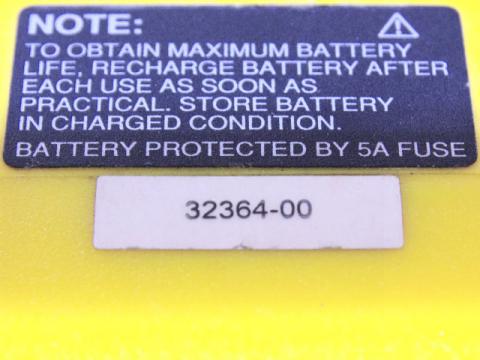 NOTE:
TO OBTAIN MAXIMUM BATTERY
LIFE, RECHARGE BATTERY AFTER
EACH USE AS SOON AS
PRACTICAL. STORE BATTERY
IN CHARGED CONDITION.
BATTERY PROTECTED BY 5A FUSE
32364-00